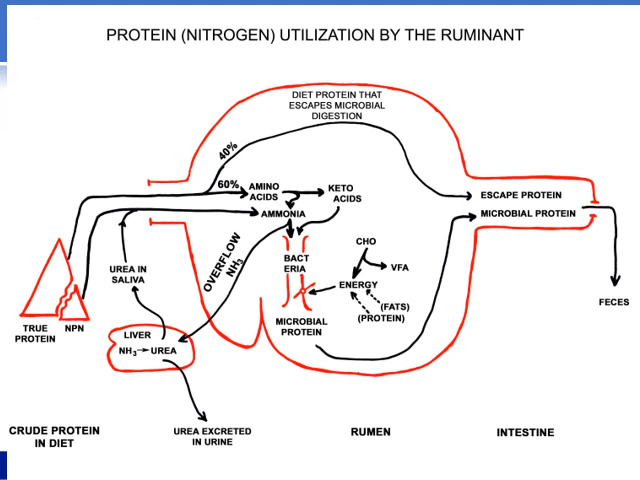 PROTEIN (NITROGEN) UTILIZATION BY THE RUMINANT
DIET PROTEIN THAT
ESCAPES MICROBIAL
DIGESTION
40%
60%
AMINO
ACIDS
KETO
ACIDS
AMMONIA
ESCAPE PROTEIN
MICROBIAL PROTEIN
OVERFLOW
NH₃
BACT
ERIA
CHO
VFA
ENERGY
(FATS)
(PROTEIN)
UREA IN
SALIVA
MICROBIAL
PROTEIN
FECES
TRUE
PROTEIN
NPN
LIVER
NH₃→UREA
CRUDE PROTEIN
IN DIET
UREA EXCRETED
IN URINE
RUMEN
INTESTINE